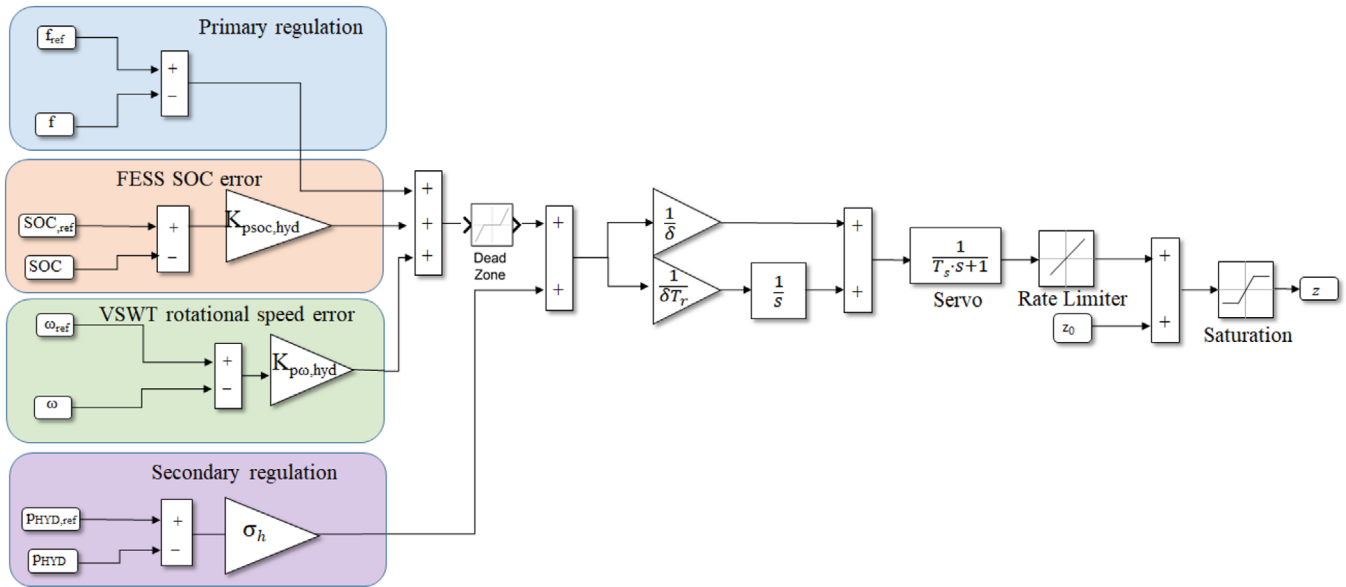 Primary regulation
f_ref
+
−
f
FESS SOC error
SOC,ref
+
−
SOC
K_psoc,hyd
VSWT rotational speed error
ω_ref
+
−
ω
K_pω,hyd
Secondary regulation
p_HYD,ref
+
−
p_HYD
σ_h
+
+
+
Dead
Zone
+
+
1/δ
1/δT_r
1/s
+
+
1/T_s·s+1
Servo
Rate Limiter
z_0
+
+
Saturation
z